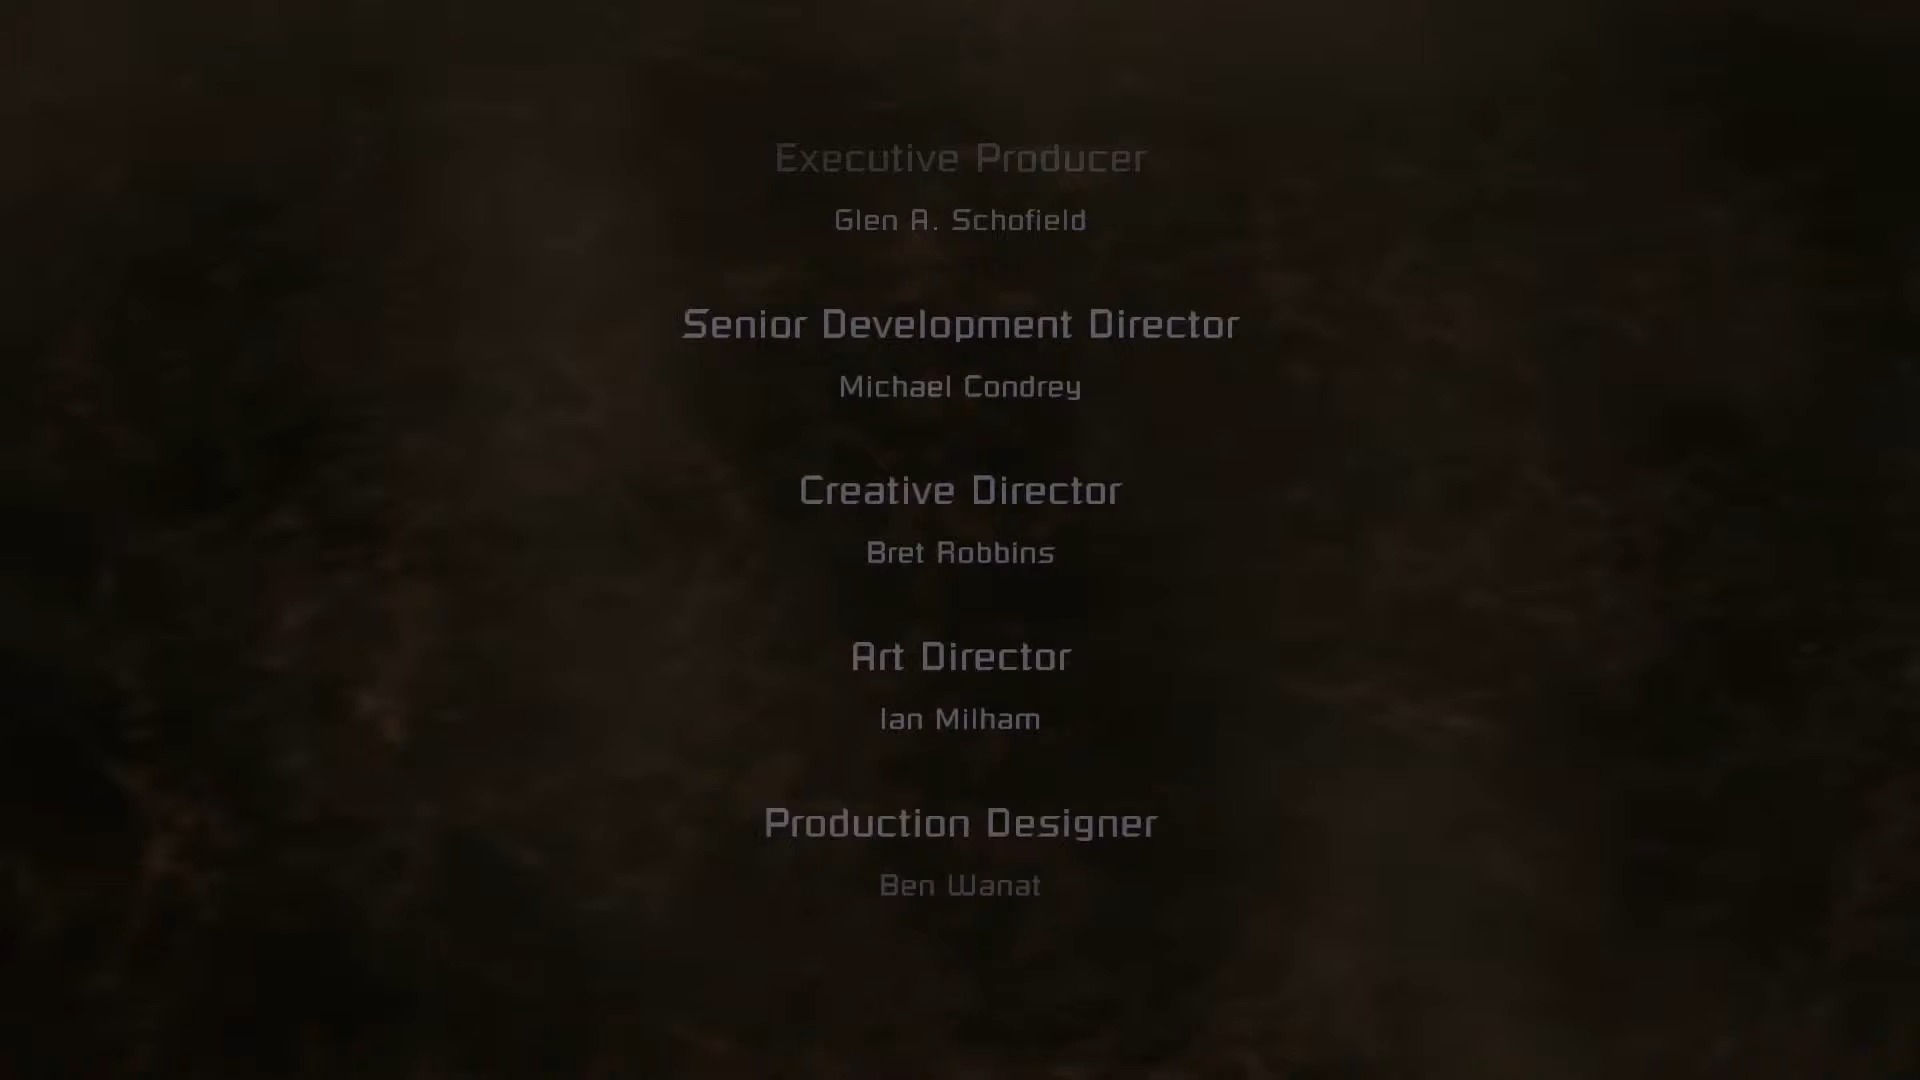 Executive Producer
Glen A. Schofield
Senior Development Director
Michael Condrey
Creative Director
Bret Robbins
Art Director
Ian Milham
Production Designer
Ben Wanat